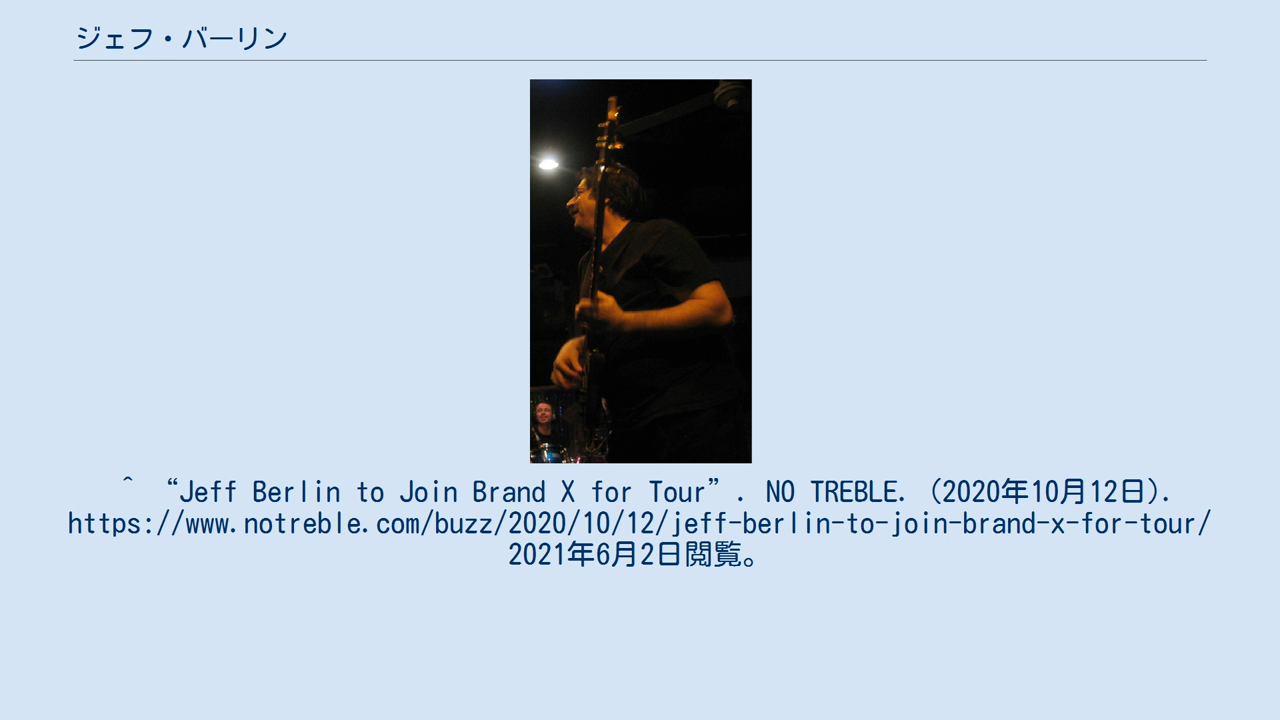 ジェフ・バーリン
^ “Jeff Berlin to Join Brand X for Tour”. NO TREBLE. (2020年10月12日).
https://www.notreble.com/buzz/2020/10/12/jeff-berlin-to-join-brand-x-for-tour/
2021年6月2日閲覧。